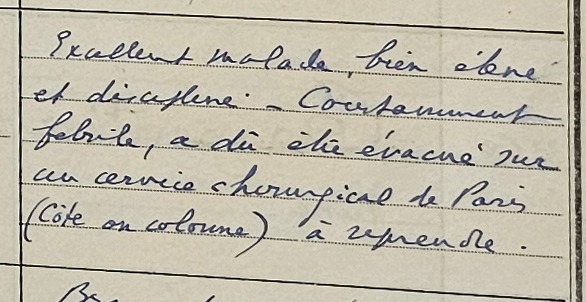 Excellent malade, bien élevé
et discipliné - Constamment
febrile, a dû être évacué sur
un service chirurgical de Paris
(Côte ou colonne) à reprendre.